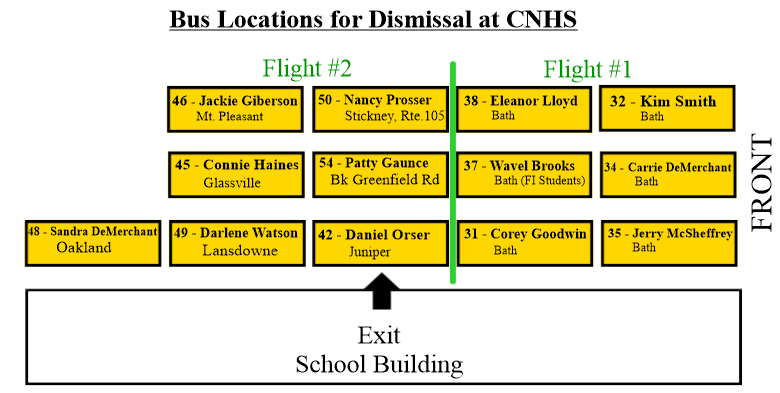 Bus Locations for Dismissal at CNHS
Flight #2
Flight #1
46 - Jackie Giberson
Mt. Pleasant
50 - Nancy Prosser
Stickney, Rte.105
38 - Eleanor Lloyd
Bath
32 - Kim Smith
Bath
45 - Connie Haines
Glassville
54 - Patty Gaunce
Bk Greenfield Rd
37 - Wavel Brooks
Bath (FI Students)
34 - Carrie DeMerchant
Bath
48 - Sandra DeMerchant
Oakland
49 - Darlene Watson
Lansdowne
42 - Daniel Orser
Juniper
31 - Corey Goodwin
Bath
35 - Jerry McSheffrey
Bath
FRONT
Exit
School Building